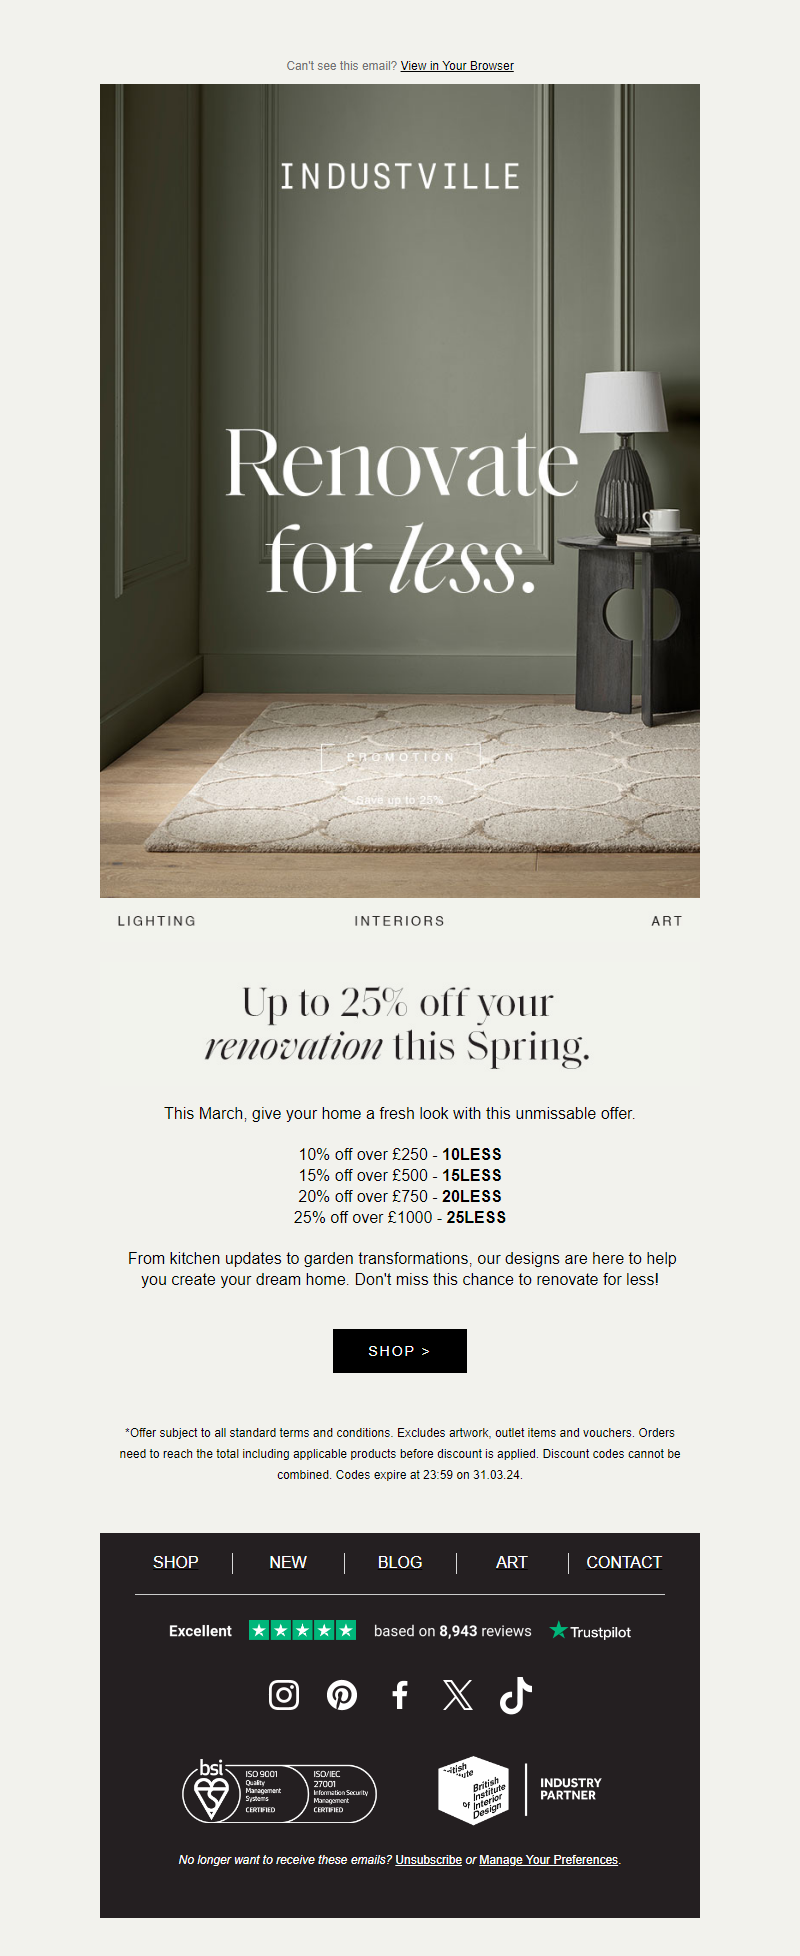 Can't see this email? View in Your Browser
INDUSTVILLE
Renovate
for less.
PROMOTION
Save up to 25%
LIGHTING INTERIORS ART
Up to 25% off your
renovation this Spring.
This March, give your home a fresh look with this unmissable offer.
10% off over £250 - 10LESS
15% off over £500 - 15LESS
20% off over £750 - 20LESS
25% off over £1000 - 25LESS
From kitchen updates to garden transformations, our designs are here to help
you create your dream home. Don't miss this chance to renovate for less!
SHOP >
*Offer subject to all standard terms and conditions. Excludes artwork, outlet items and vouchers. Orders
need to reach the total including applicable products before discount is applied. Discount codes cannot be
combined. Codes expire at 23:59 on 31.03.24.
SHOP NEW BLOG ART CONTACT
Excellent based on 8,943 reviews Trustpilot
bsi
ISO 9001
Quality
Management
Systems
CERTIFIED
ISO/IEC
27001
Information Security
Management
CERTIFIED
British
Institute
of Interior
Design
INDUSTRY
PARTNER
No longer want to receive these emails? Unsubscribe or Manage Your Preferences.